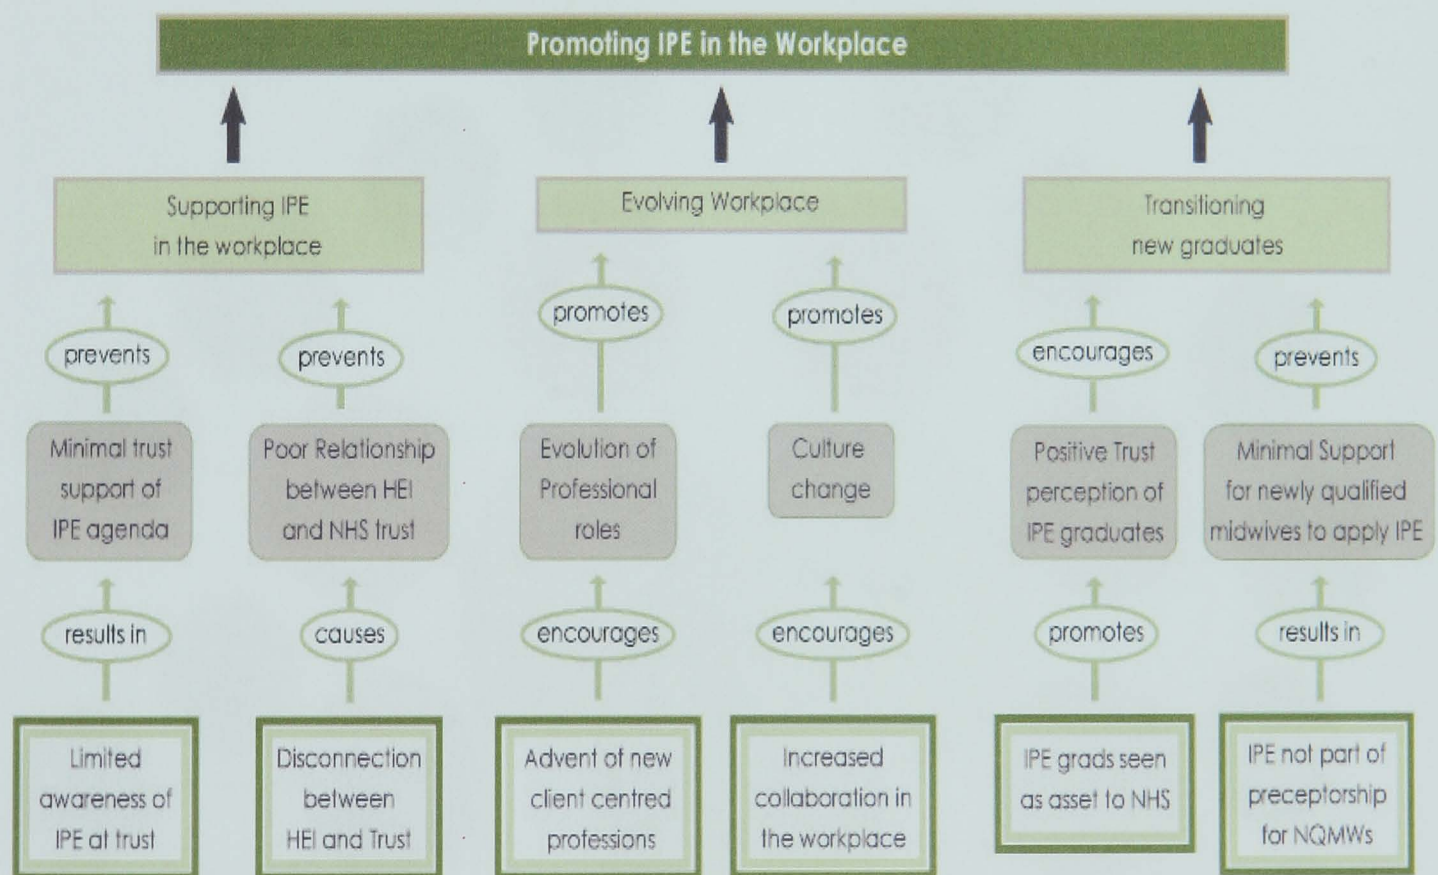 Promoting IPE in the Workplace
Supporting IPE
in the workplace
Evolving Workplace
Transitioning
new graduates
prevents
prevents
promotes
promotes
encourages
prevents
Minimal trust
support of
IPE agenda
Poor Relationship
between HEI
and NHS trust
Evolution of
Professional
roles
Culture
change
Positive Trust
perception of
IPE graduates
Minimal Support
for newly qualified
midwives to apply IPE
results in
causes
encourages
encourages
promotes
results in
Limited
awareness of
IPE at trust
Disconnection
between
HEI and Trust
Advent of new
client centred
professions
Increased
collaboration in
the workplace
IPE grads seen
as asset to NHS
IPE not part of
preceptorship
for NQMWs